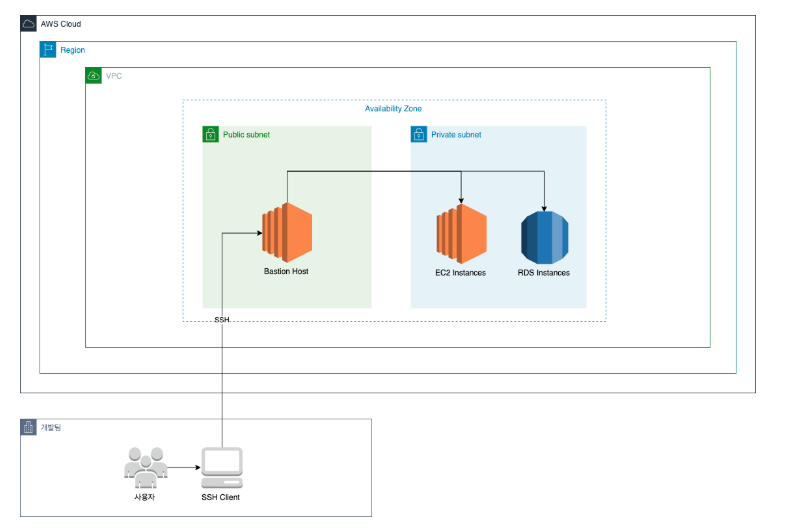 AWS Cloud
Region
VPC
Availability Zone
Public subnet
Private subnet
Bastion Host
EC2 Instances
RDS Instances
SSH
개발팀
사용자
SSH Client